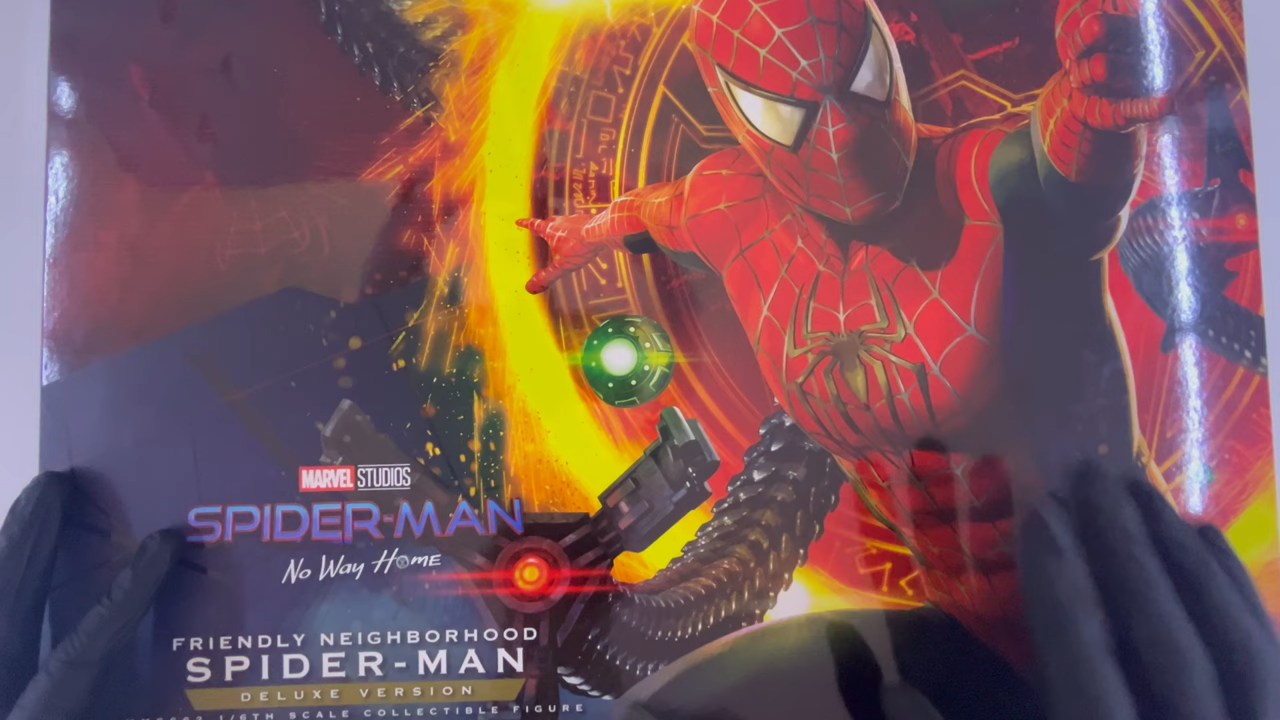 MARVEL STUDIOS
SPIDER-MAN
No Way Home
FRIENDLY NEIGHBORHOOD
SPIDER-MAN
DELUXE VERSION
1/6TH SCALE COLLECTIBLE FIGURE